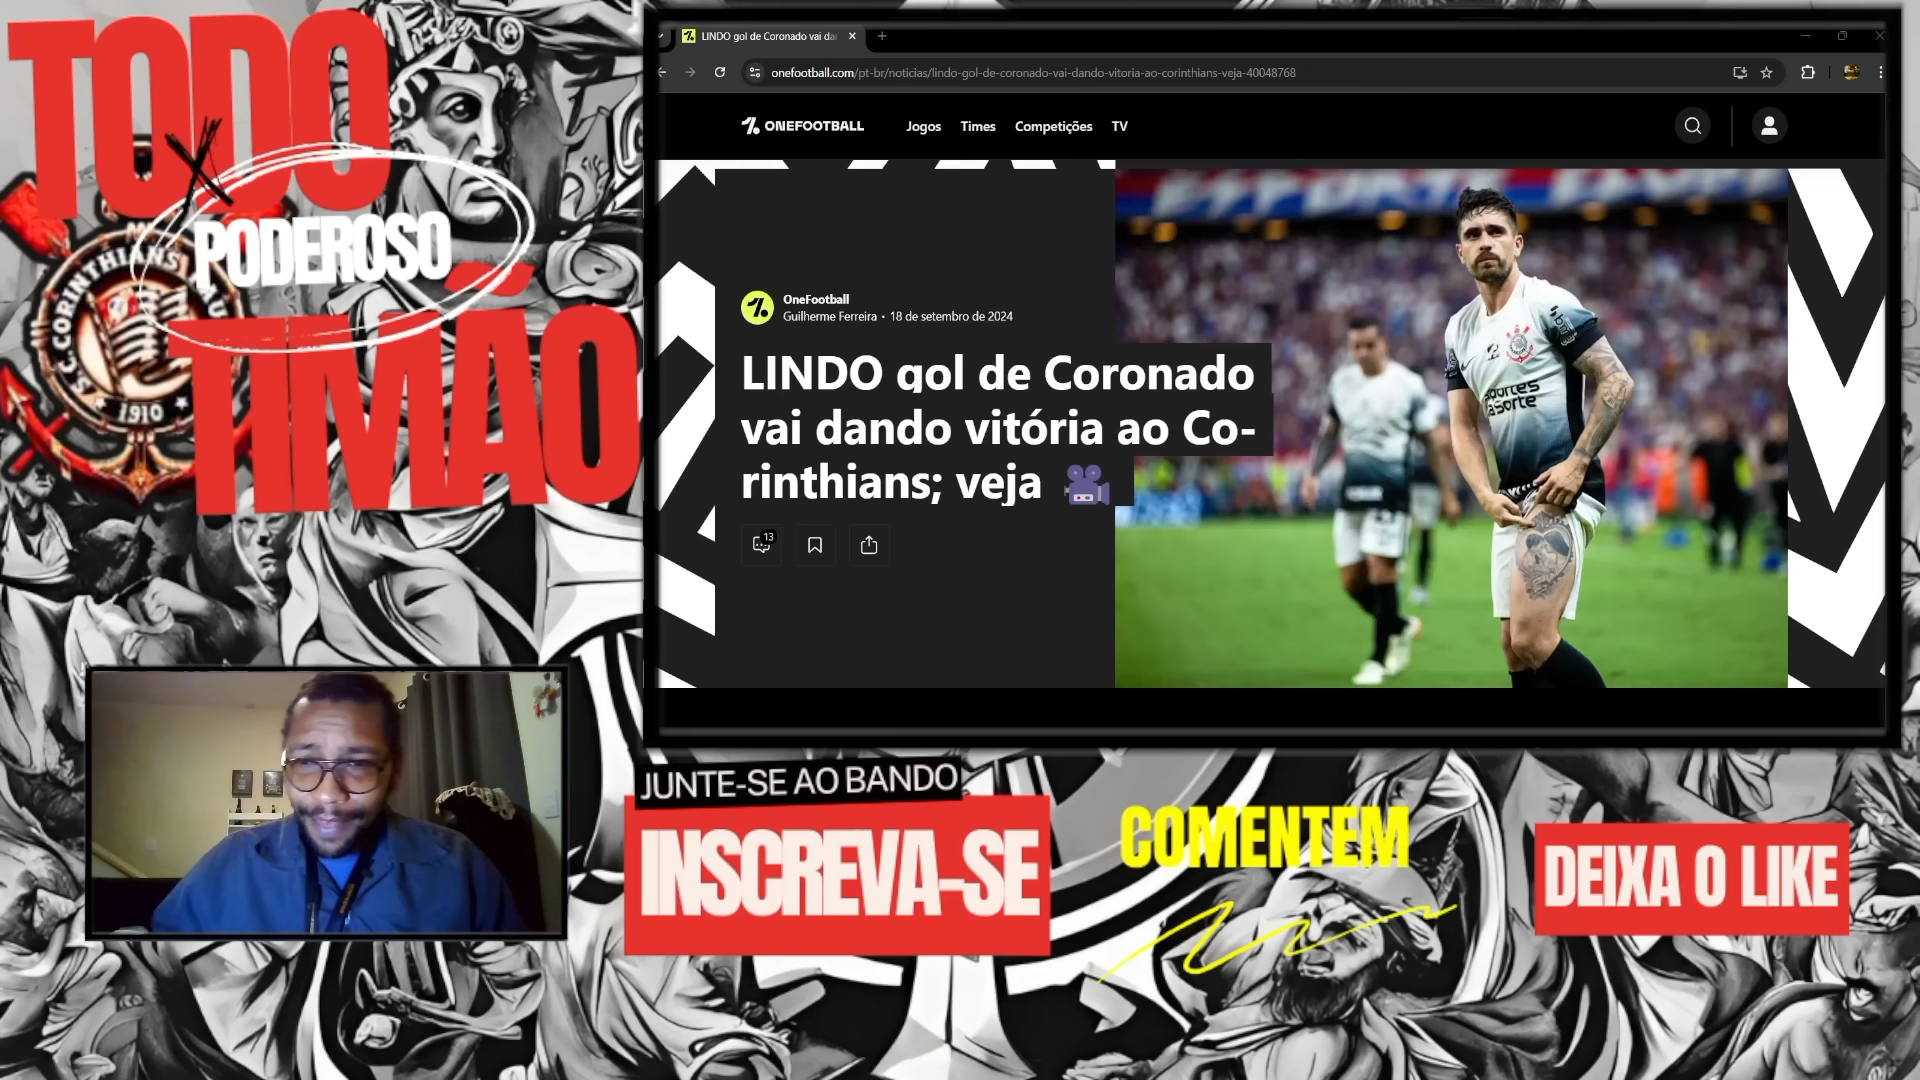 TODO
PODEROSO
TIMÃO
S.C. CORINTHIANS
1910
LINDO gol de Coronado vai da
onefootball.com/pt-br/noticias/lindo-gol-de-coronado-vai-dando-vitoria-ao-corinthians-veja-40048768
ONEFOOTBALL
Jogos Times Competições TV
OneFootball
Guilherme Ferreira • 18 de setembro de 2024
LINDO gol de Coronado
vai dando vitória ao Co-
rinthians; veja
13
JUNTE-SE AO BANDO
INSCREVA-SE
COMENTEM
DEIXA O LIKE